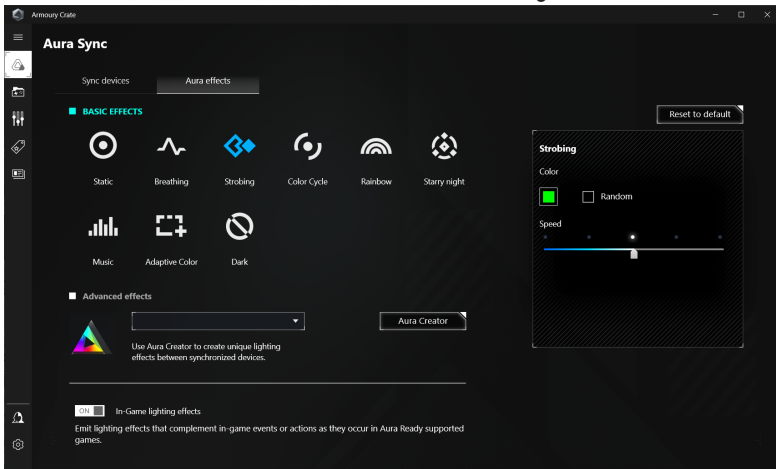 Armoury Crate
Aura Sync
Sync devices
Aura effects
BASIC EFFECTS
Reset to default
Static
Breathing
Strobing
Color Cycle
Rainbow
Starry night
Music
Adaptive Color
Dark
Strobing
Color
Random
Speed
Advanced effects
Aura Creator
Use Aura Creator to create unique lighting
effects between synchronized devices.
ON
In-Game lighting effects
Emit lighting effects that complement in-game events or actions as they occur in Aura Ready supported
games.